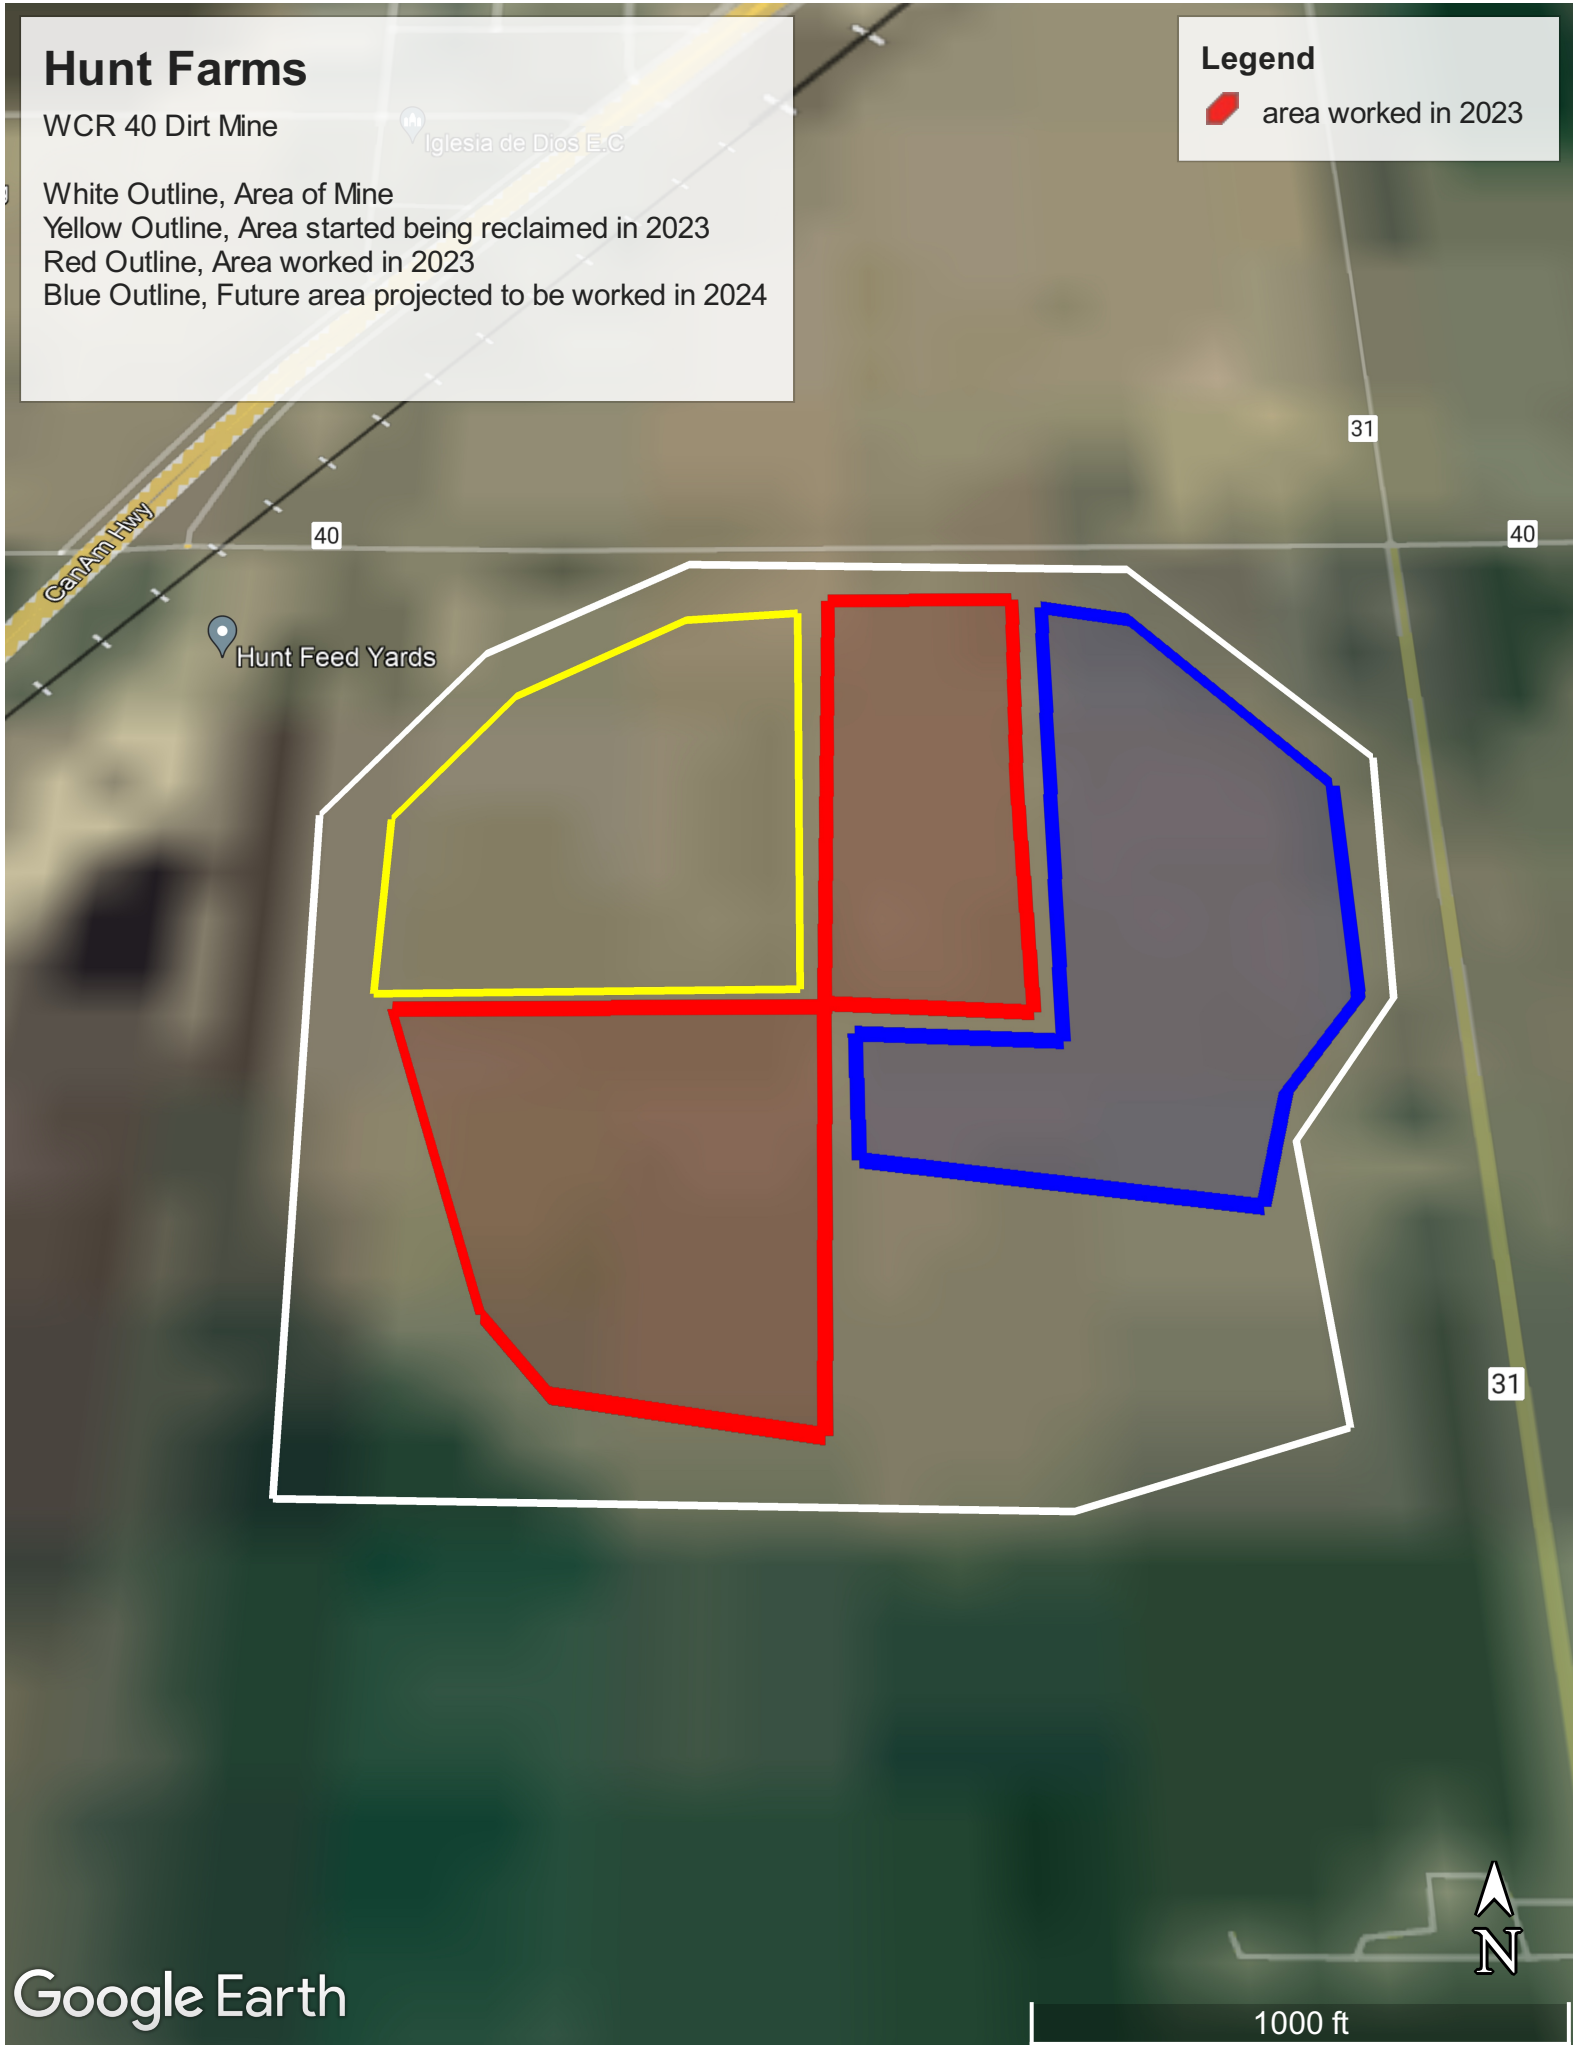 Hunt Farms
WCR 40 Dirt Mine
Iglesia de Dios E.C
White Outline, Area of Mine
Yellow Outline, Area started being reclaimed in 2023
Red Outline, Area worked in 2023
Blue Outline, Future area projected to be worked in 2024
Legend
area worked in 2023
31
40
40
CanAm Hwy
Hunt Feed Yards
31
N
Google Earth
1000 ft